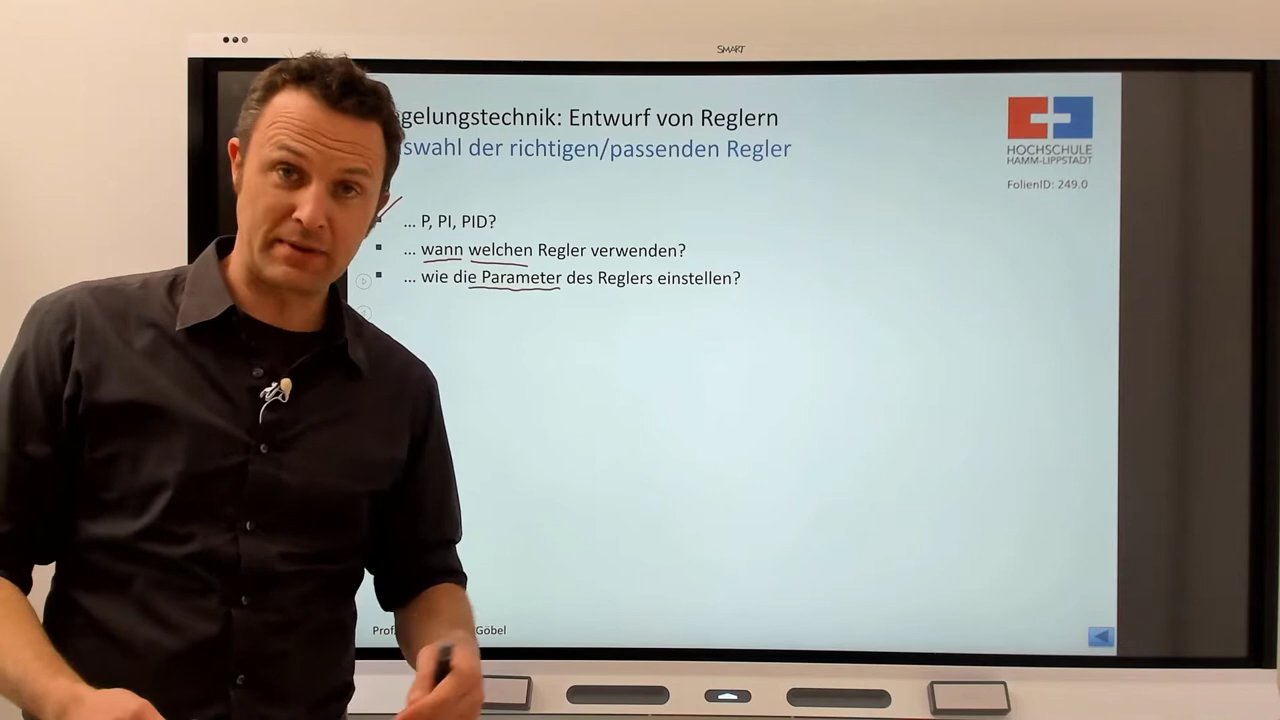 SMART
gelungstechnik: Entwurf von Reglern
swahl der richtigen/passenden Regler
HOCHSCHULE
HAMM-LIPPSTADT
FolienID: 249.0
... P, PI, PID?
... wann welchen Regler verwenden?
... wie die Parameter des Reglers einstellen?
Prof. Göbel